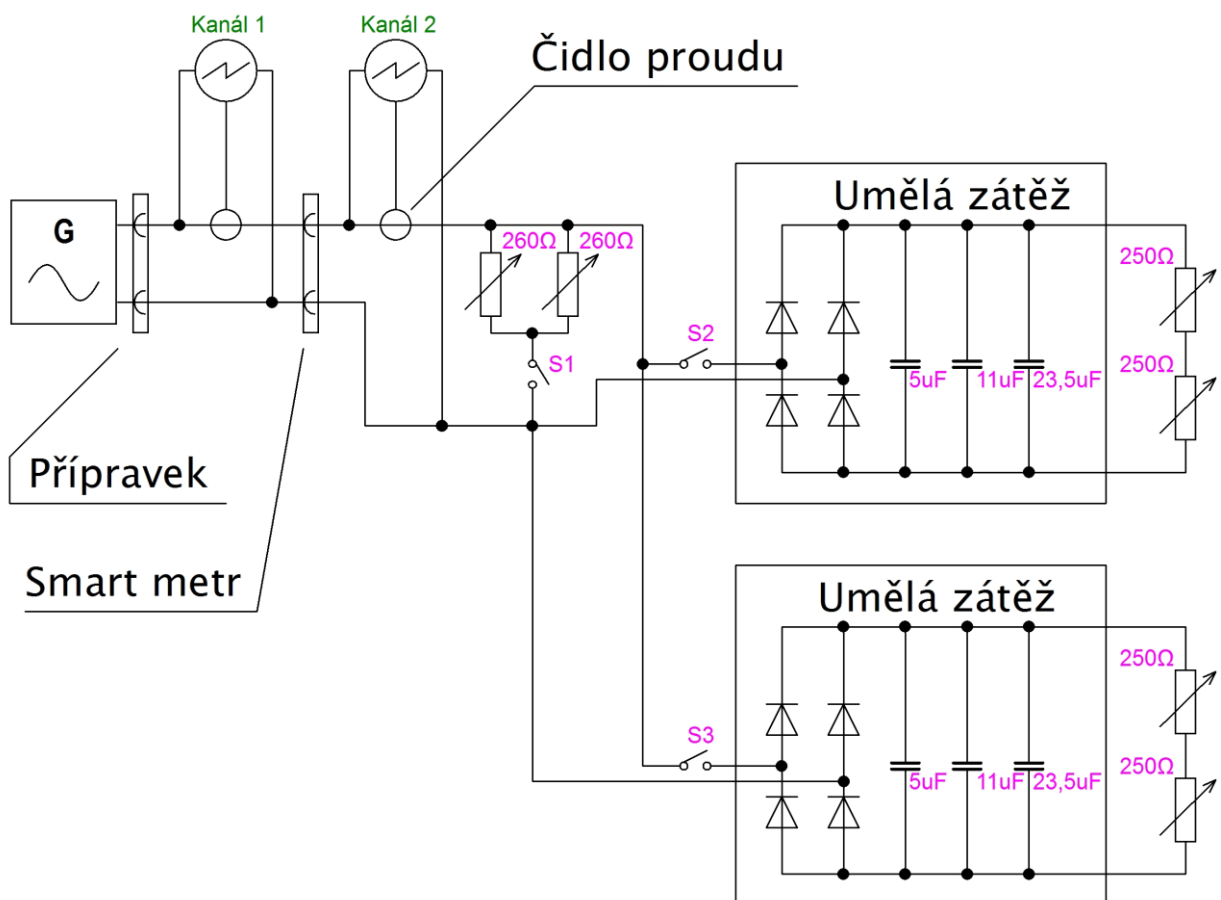 Kanál 1
Kanál 2
Čidlo proudu
G
260Ω
260Ω
S1
S2
Umělá zátěž
5uF
11uF
23,5uF
250Ω
250Ω
Přípravek
Smart metr
Umělá zátěž
S3
5uF
11uF
23,5uF
250Ω
250Ω